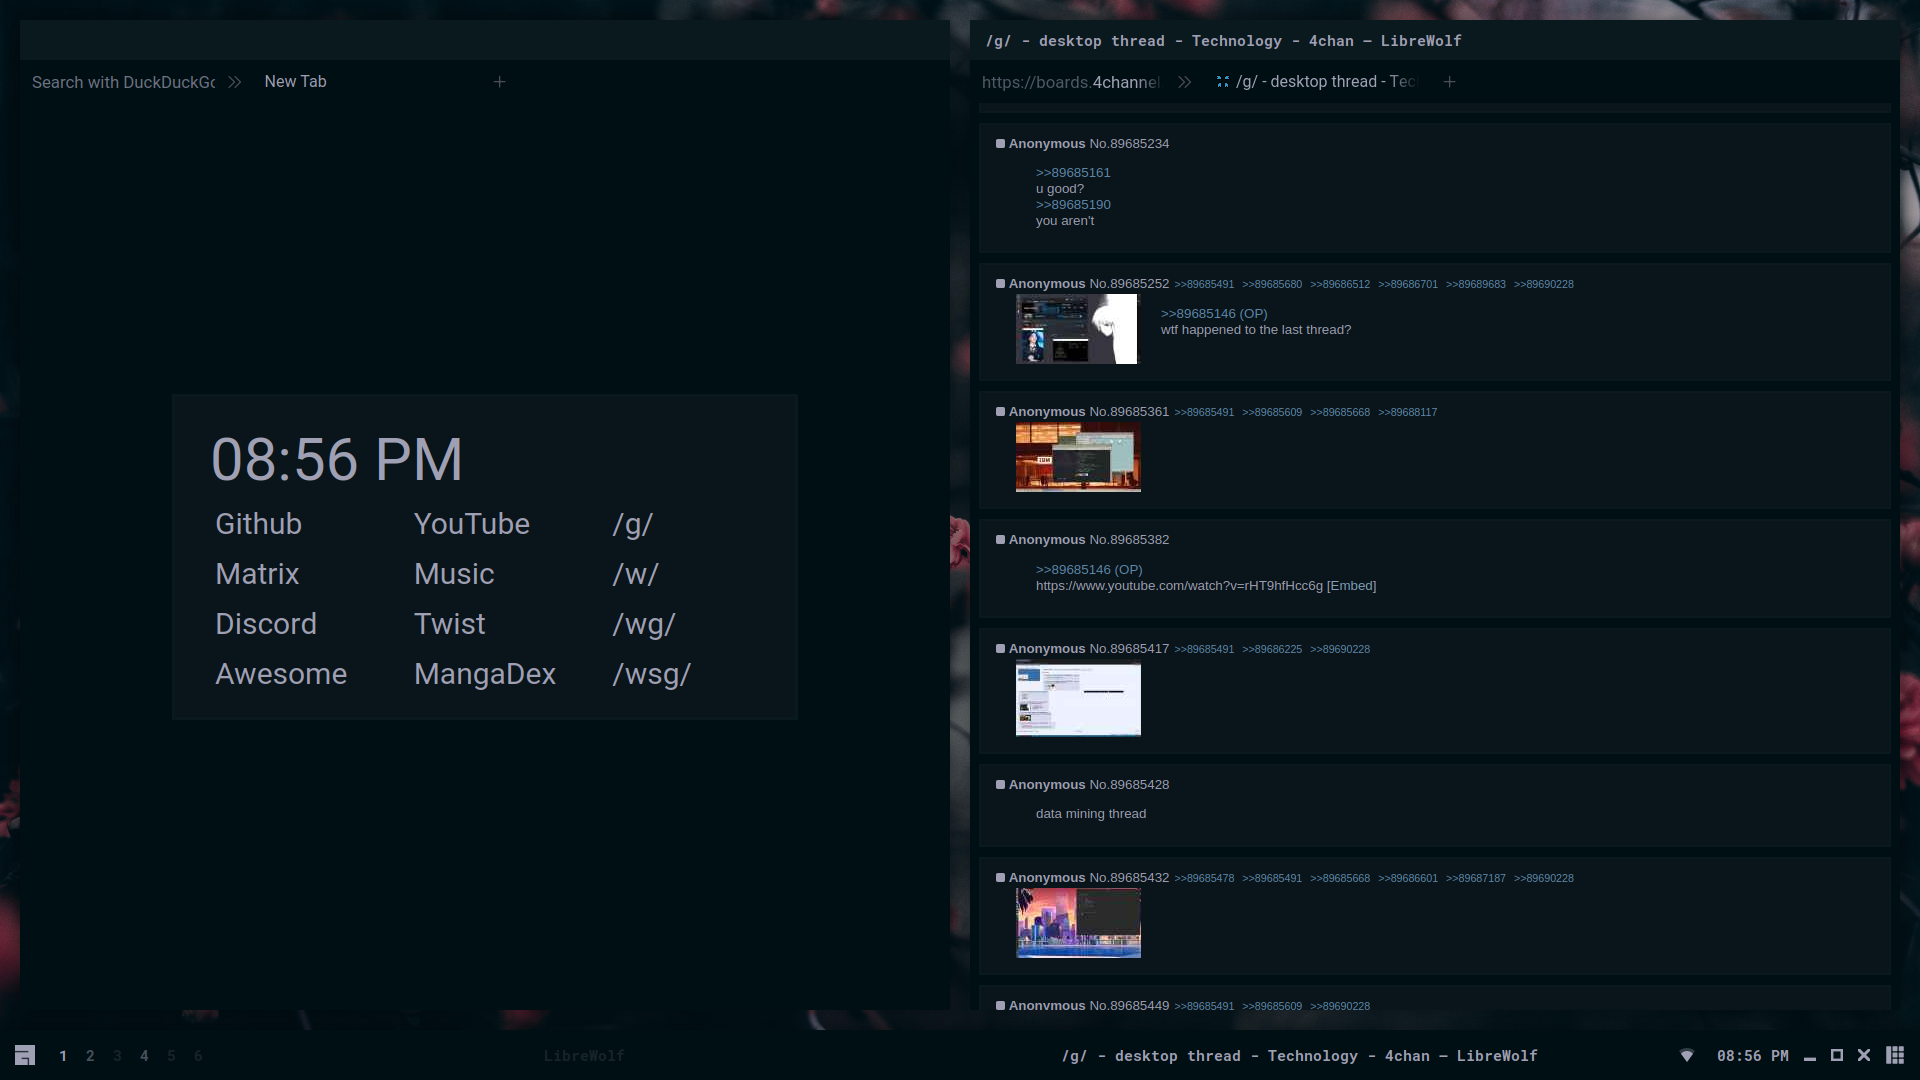 /g/ - desktop thread - Technology - 4chan — LibreWolf
Search with DuckDuckGo
New Tab
https://boards.4channel
/g/ - desktop thread - Tec
08:56 PM
Github YouTube /g/
Matrix Music /w/
Discord Twist /wg/
Awesome MangaDex /wsg/
Anonymous No.89685234
>>89685161
u good?
>>89685190
you aren't
Anonymous No.89685252 >>89685491 >>89685680 >>89686512 >>89686701 >>89689683 >>89690228
>>89685146 (OP)
wtf happened to the last thread?
Anonymous No.89685361 >>89685491 >>89685609 >>89685668 >>89688117
IBM
Anonymous No.89685382
>>89685146 (OP)
https://www.youtube.com/watch?v=rHT9hfHcc6g [Embed]
Anonymous No.89685417 >>89685491 >>89686225 >>89690228
Anonymous No.89685428
data mining thread
Anonymous No.89685432 >>89685478 >>89685491 >>89685668 >>89686601 >>89687187 >>89690228
Anonymous No.89685449 >>89685491 >>89685609 >>89690228
1 2 3 4 5 6
LibreWolf
/g/ - desktop thread - Technology - 4chan — LibreWolf
08:56 PM